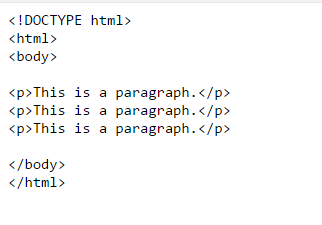 <!DOCTYPE html>
<html>
<body>

<p>This is a paragraph.</p>
<p>This is a paragraph.</p>
<p>This is a paragraph.</p>

</body>
</html>